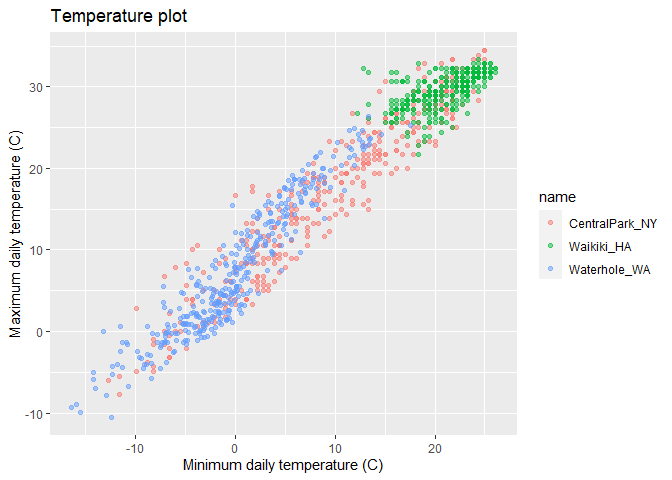 Temperature plot
Maximum daily temperature (C)
30
20
10
0
-10
-10
0
10
20
Minimum daily temperature (C)
name
CentralPark_NY
Waikiki_HA
Waterhole_WA